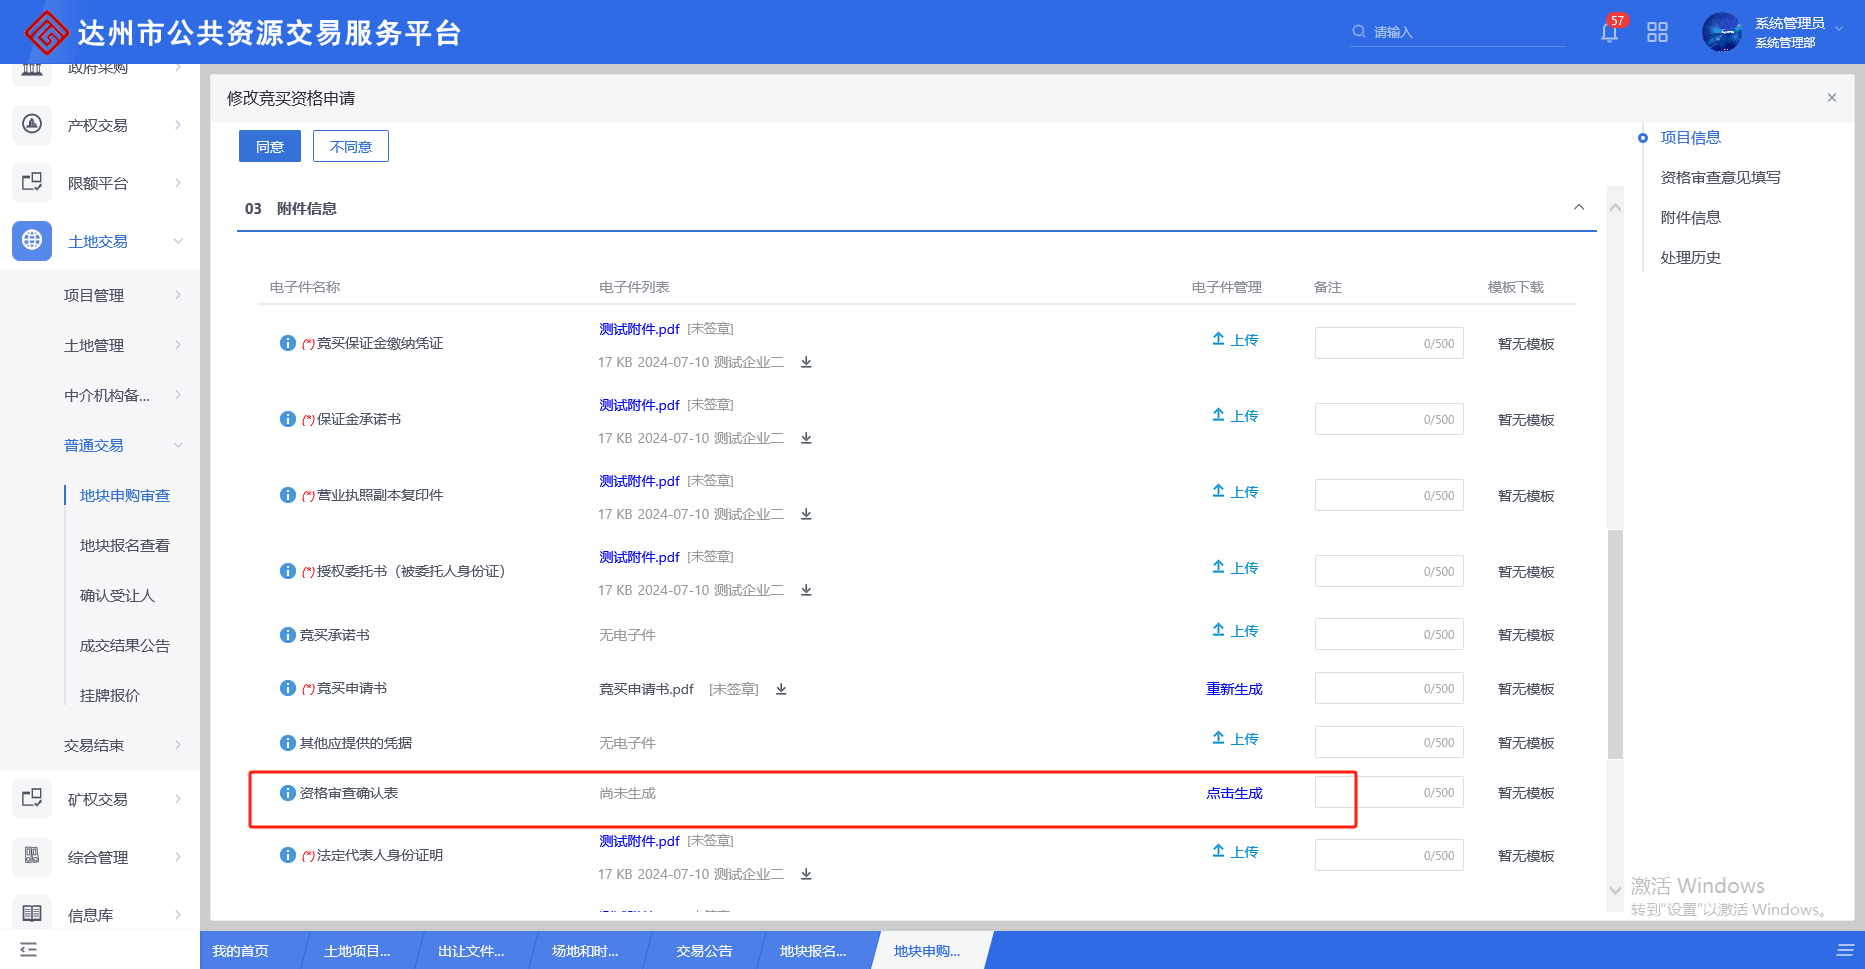 达州市公共资源交易服务平台
请输入
57
系统管理员
系统管理部
政府采购
产权交易
限额平台
土地交易
项目管理
土地管理
中介机构备...
普通交易
地块申购审查
地块报名查看
确认受让人
成交结果公告
挂牌报价
交易结束
矿权交易
综合管理
信息库
修改竞买资格申请
同意
不同意
项目信息
资格审查意见填写
附件信息
处理历史
03 附件信息
电子件名称 电子件列表 电子件管理 备注 模板下载
(*)竞买保证金缴纳凭证 测试附件.pdf [未签章] 上传 0/500 暂无模板
17 KB 2024-07-10 测试企业二
(*)保证金承诺书 测试附件.pdf [未签章] 上传 0/500 暂无模板
17 KB 2024-07-10 测试企业二
(*)营业执照副本复印件 测试附件.pdf [未签章] 上传 0/500 暂无模板
17 KB 2024-07-10 测试企业二
(*)授权委托书（被委托人身份证） 测试附件.pdf [未签章] 上传 0/500 暂无模板
17 KB 2024-07-10 测试企业二
竞买承诺书 无电子件 上传 0/500 暂无模板
(*)竞买申请书 竞买申请书.pdf [未签章] 重新生成 0/500 暂无模板
其他应提供的凭据 无电子件 上传 0/500 暂无模板
资格审查确认表 尚未生成 点击生成 0/500 暂无模板
(*)法定代表人身份证明 测试附件.pdf [未签章] 上传 0/500 暂无模板
17 KB 2024-07-10 测试企业二
激活 Windows
转到"设置"以激活 Windows。
我的首页 土地项目... 出让文件... 场地和时... 交易公告 地块报名... 地块申购...